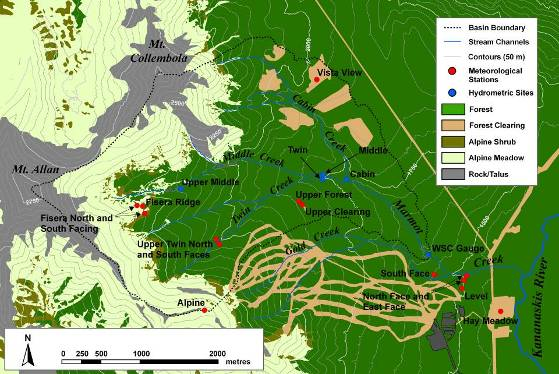 Mt.
Collembola
Vista View
Cabin
Creek
Twin
Middle
Cabin
Middle Creek
Upper Middle
Mt. Allan
Fisera Ridge
Fisera North and
South Facing
Twin Creek
Upper Forest
Upper Clearing
Marmot
Creek
Upper Twin North
and South Faces
Gold Creek
WSC Gauge
South Face
North Face and
East Face
Level
Hay Meadow
Alpine
Kananaskis River
Basin Boundary
Stream Channels
Contours (50 m)
Meteorological
Stations
Hydrometric Sites
Forest
Forest Clearing
Alpine Shrub
Alpine Meadow
Rock/Talus
N
0 250 500 1000 2000
metres